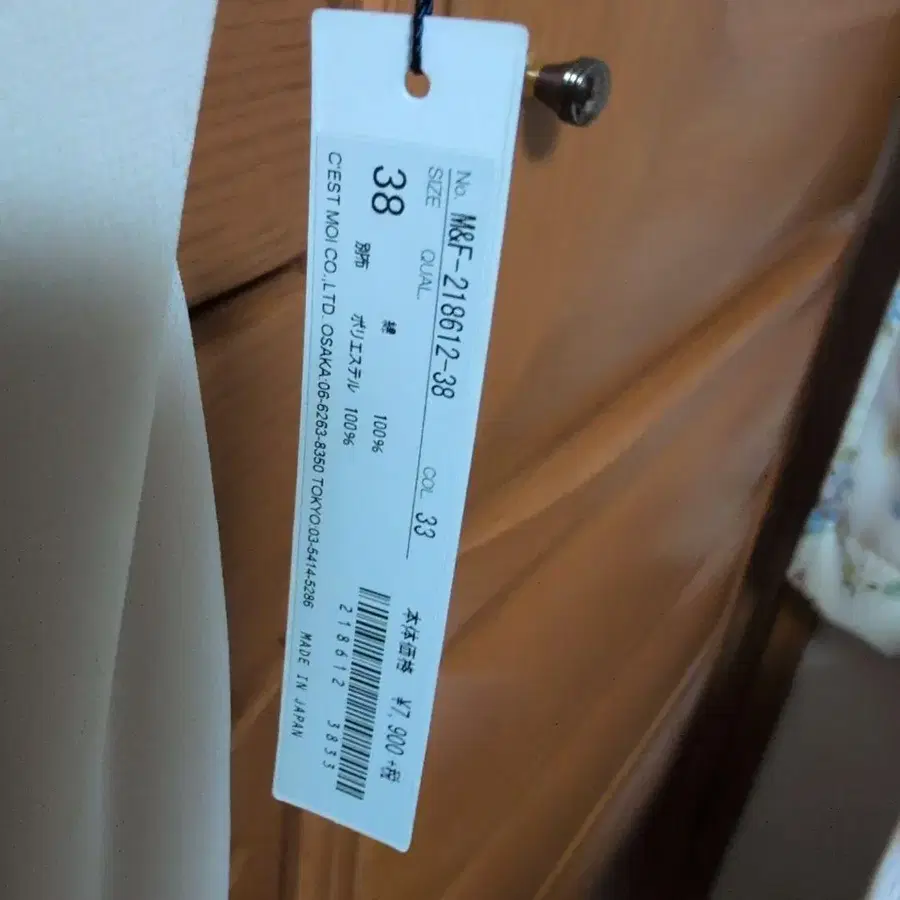 No. M&F-218612-38
SIZE QUAL. COL. 33
38 綿 100%
別布 ポリエステル 100%
本体価格 ¥7,900+税
218612 3833
C'EST MOI CO.,LTD. OSAKA:06-6263-8350 TOKYO:03-5414-5286 MADE IN JAPAN